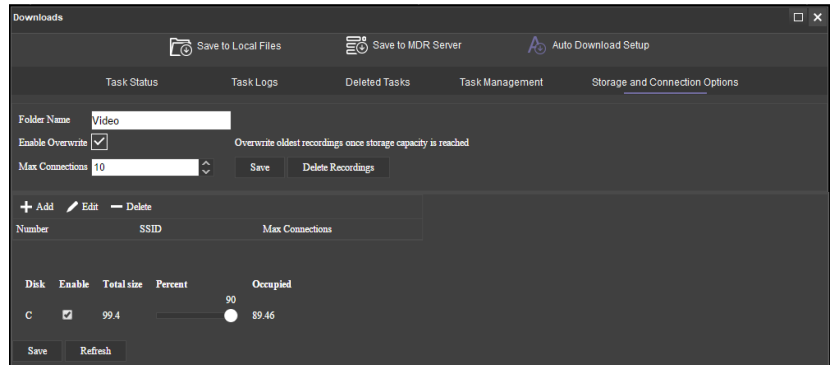 Downloads
Save to Local Files Save to MDR Server Auto Download Setup
Task Status Task Logs Deleted Tasks Task Management Storage and Connection Options
Folder Name Video
Enable Overwrite Overwrite oldest recordings once storage capacity is reached
Max Connections 10 Save Delete Recordings
Add Edit Delete
Number SSID Max Connections
Disk Enable Total size Percent Occupied
90
C 99.4 89.46
Save Refresh